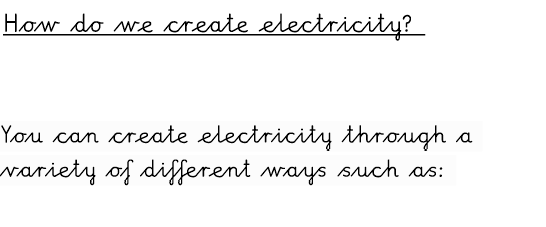 How do we create electricity?
You can create electricity through a
variety of different ways such as: